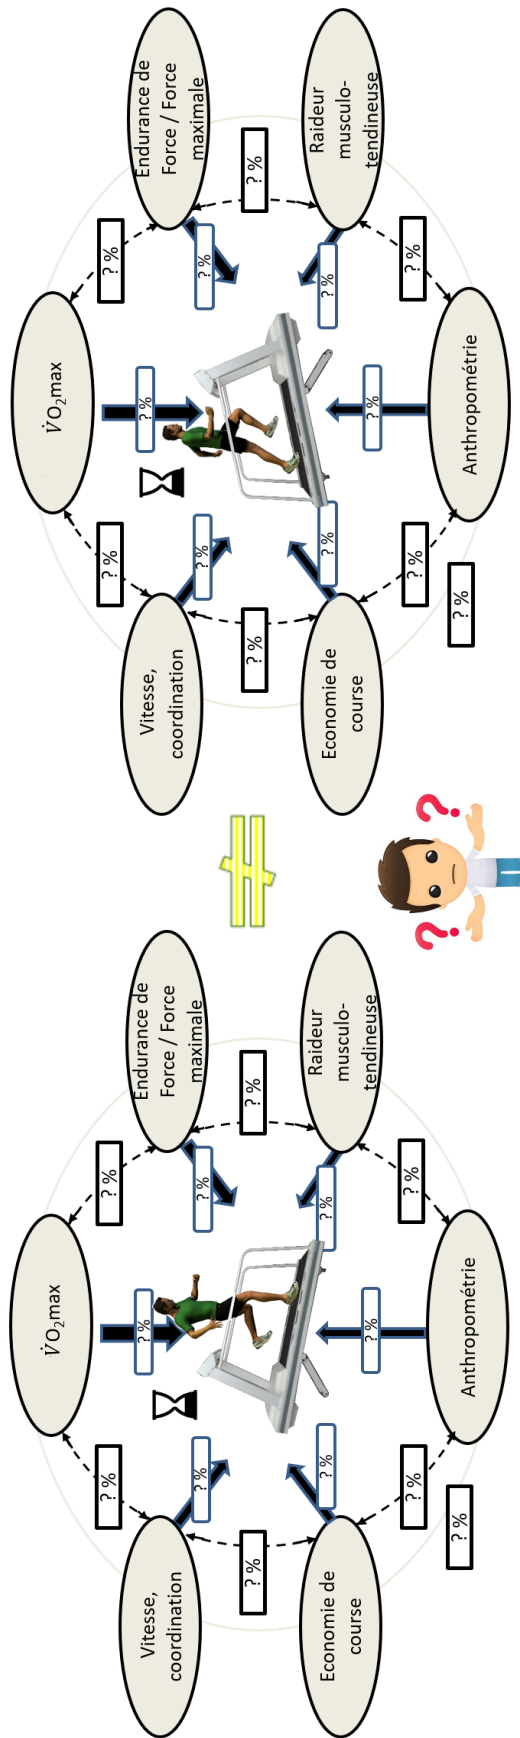 V̇O₂max
? %
? %
? %
Vitesse,
coordination
Endurance de
Force / Force
maximale
? %
? %
? %
? %
? %
? %
Economie de
course
Raideur
musculo-
tendineuse
? %
? %
? %
Anthropométrie
? %
≠
? ?
V̇O₂max
? %
? %
? %
Vitesse,
coordination
Endurance de
Force / Force
maximale
? %
? %
? %
? %
? %
? %
Economie de
course
Raideur
musculo-
tendineuse
? %
? %
? %
Anthropométrie
? %